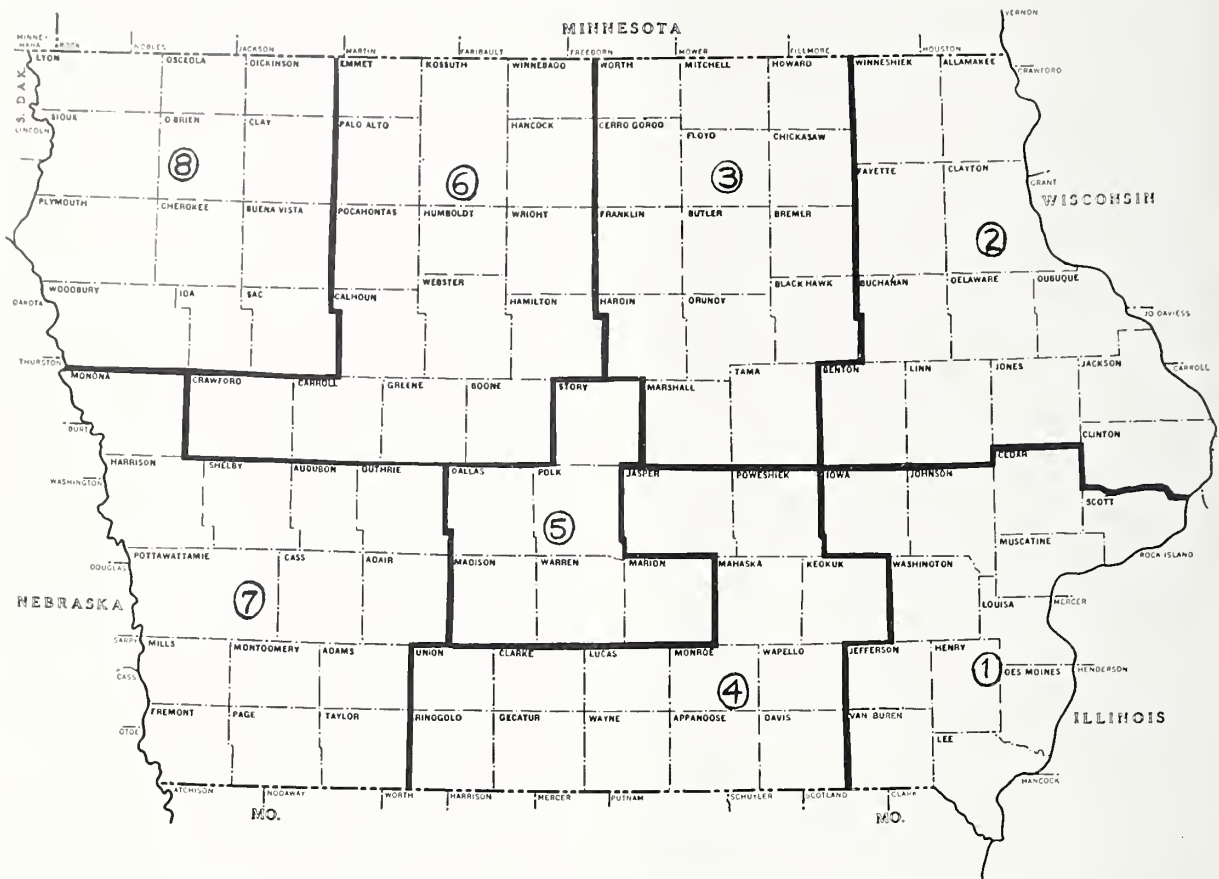 MINNESOTA
VERNON
MINNE-
HAHA ROCK NOBLES JACKSON MARTIN FARIBAULT FREEBORN MOWER FILLMORE HOUSTON
LYON OSCEOLA DICKINSON EMMET KOSSUTH WINNEBAGO WORTH MITCHELL HOWARD WINNESHIEK ALLAMAKEE
CRAWFORD
S. DAK.
SIOUX O'BRIEN CLAY PALO ALTO HANCOCK CERRO GORDO
LINCOLN
FLOYD CHICKASAW
8 6 3
FAYETTE CLAYTON
GRANT
WISCONSIN
PLYMOUTH CHEROKEE BUENA VISTA POCAHONTAS HUMBOLDT WRIGHT FRANKLIN BUTLER BREMER
2
WEBSTER BLACK HAWK BUCHANAN DELAWARE DUBUQUE
WOODBURY IDA SAC CALHOUN HAMILTON HARDIN GRUNDY
DAKOTA
JO DAVIESS
THURSTON
MONONA CRAWFORD CARROLL GREENE BOONE STORY MARSHALL TAMA BENTON LINN JONES JACKSON
CARROLL
BURT
CLINTON
HARRISON SHELBY AUDUBON GUTHRIE DALLAS POLK JASPER POWESHIEK IOWA JOHNSON CEDAR
WASHINGTON
SCOTT
5
MUSCATINE
POTTAWATTAMIE CASS ADAIR MADISON WARREN MARION MAHASKA KEOKUK WASHINGTON ROCK ISLAND
DOUGLAS
NEBRASKA
7
LOUISA MERCER
SARPY MILLS MONTGOMERY ADAMS UNION CLARKE LUCAS MONROE WAPELLO JEFFERSON HENRY
CASS
4 1
DES MOINES HENDERSON
FREMONT PAGE TAYLOR RINGGOLD DECATUR WAYNE APPANOOSE DAVIS VAN BUREN
ILLINOIS
OTOE
LEE
HANCOCK
ATCHISON NODAWAY WORTH HARRISON MERCER PUTNAM SCHUYLER SCOTLAND CLARK
MO. MO.